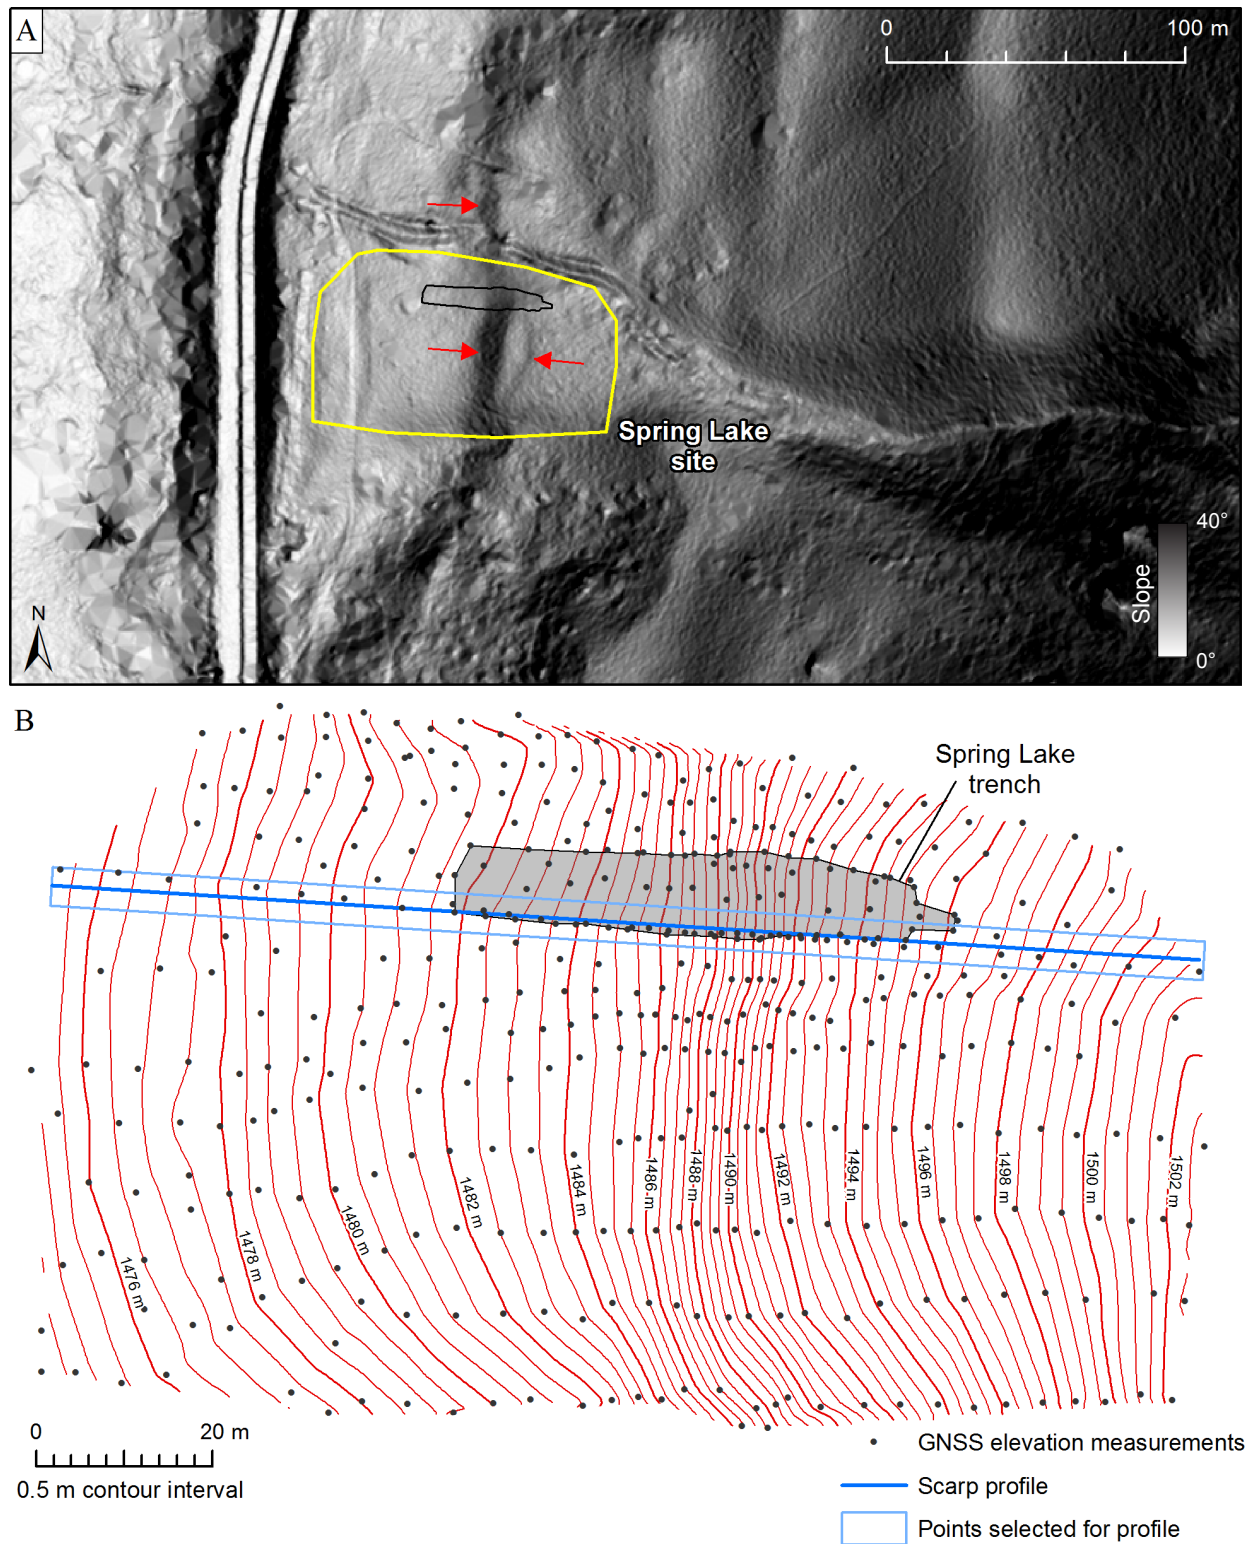 A
0 100 m
Spring Lake
site
N
Slope
40°
0°
B
Spring Lake
trench
1476 m
1478 m
1480 m
1482 m
1484 m
1486 m
1488 m
1490 m
1492 m
1494 m
1496 m
1498 m
1500 m
1502 m
0 20 m
0.5 m contour interval
GNSS elevation measurements
Scarp profile
Points selected for profile